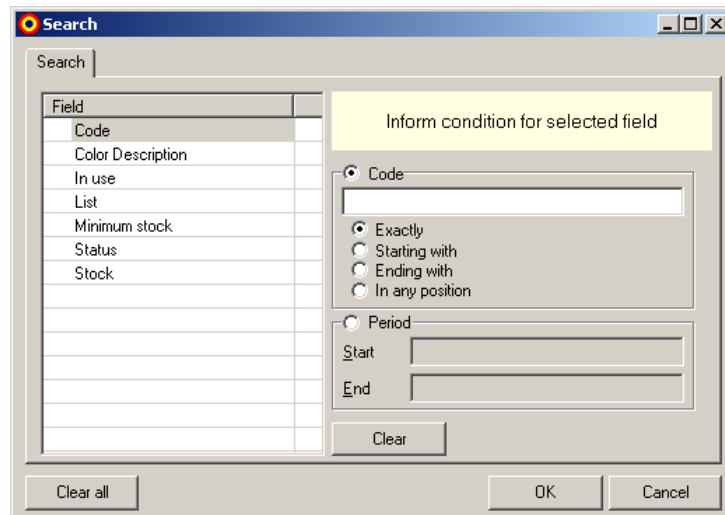 Search
Search
Field
Code
Color Description
In use
List
Minimum stock
Status
Stock
Inform condition for selected field
Code
Exactly
Starting with
Ending with
In any position
Period
Start
End
Clear
Clear all
OK
Cancel